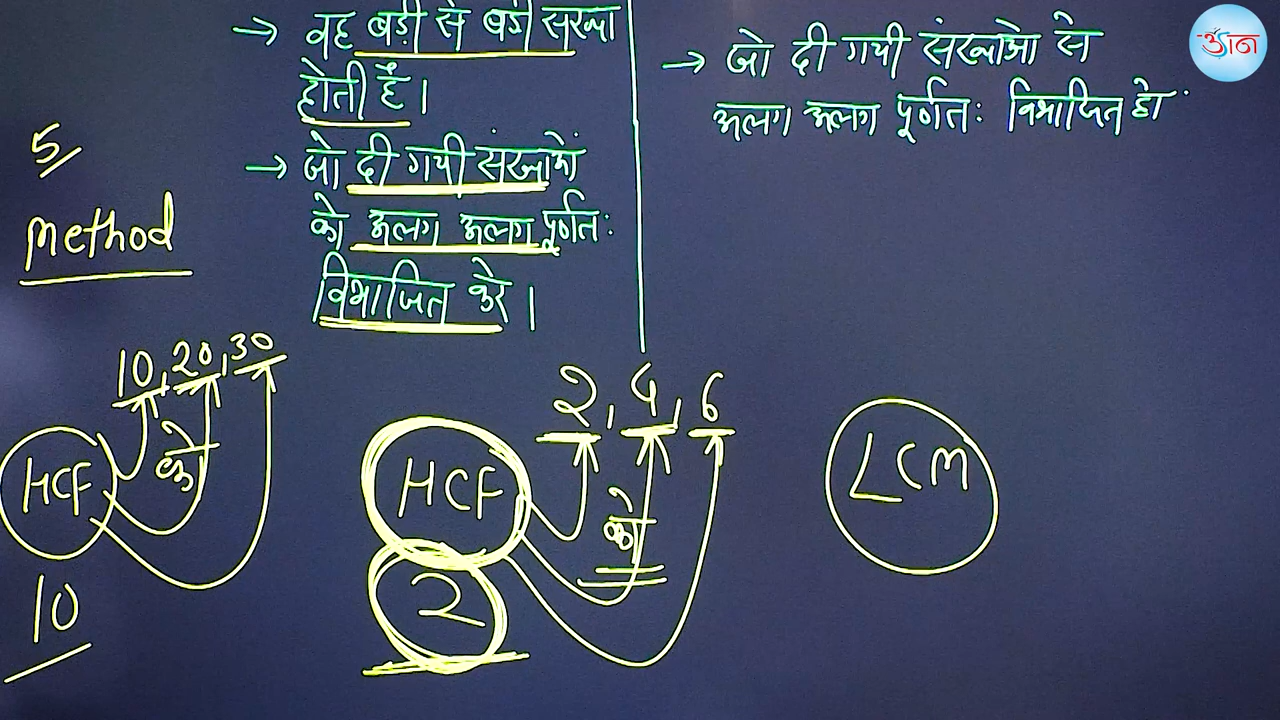 → वह बड़ी से बड़ी संख्या
होती है।
→ जो दी गयी संख्याओं
को अलग अलग पूर्णतः
विभाजित करे।
→ जो दी गयी संख्याओ से
अलग अलग पूर्णतः विभाजित हो
5
Method
10, 20, 30
HCF
को
10
2, 4, 6
HCF
को
2
LCM